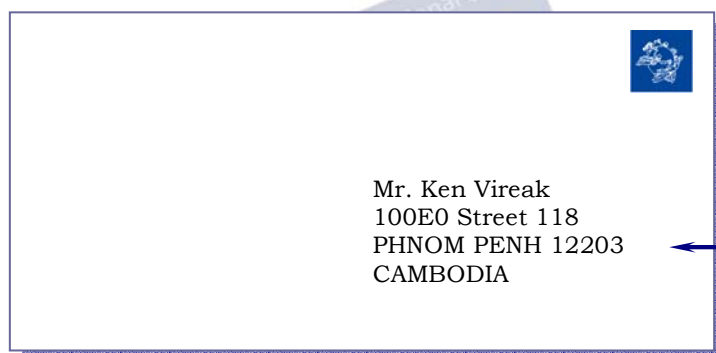 Mr. Ken Vireak
100E0 Street 118
PHNOM PENH 12203
CAMBODIA